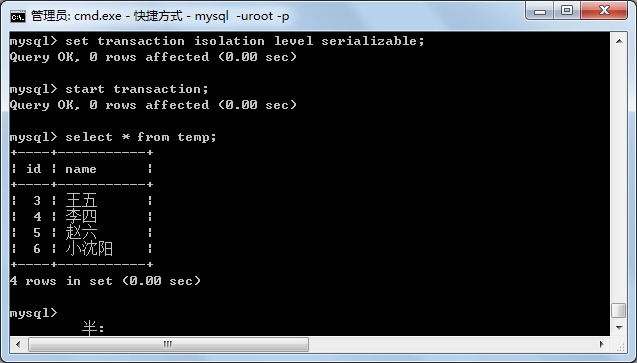 管理员: cmd.exe - 快捷方式 - mysql  -uroot -p
mysql> set transaction isolation level serializable;
Query OK, 0 rows affected (0.00 sec)
mysql> start transaction;
Query OK, 0 rows affected (0.00 sec)
mysql> select * from temp;
+----+-----------+
¦ id ¦ name      ¦
+----+-----------+
¦  3 ¦ 王五      ¦
¦  4 ¦ 李四      ¦
¦  5 ¦ 赵六      ¦
¦  6 ¦ 小沈阳    ¦
+----+-----------+
4 rows in set (0.00 sec)
mysql>
半: